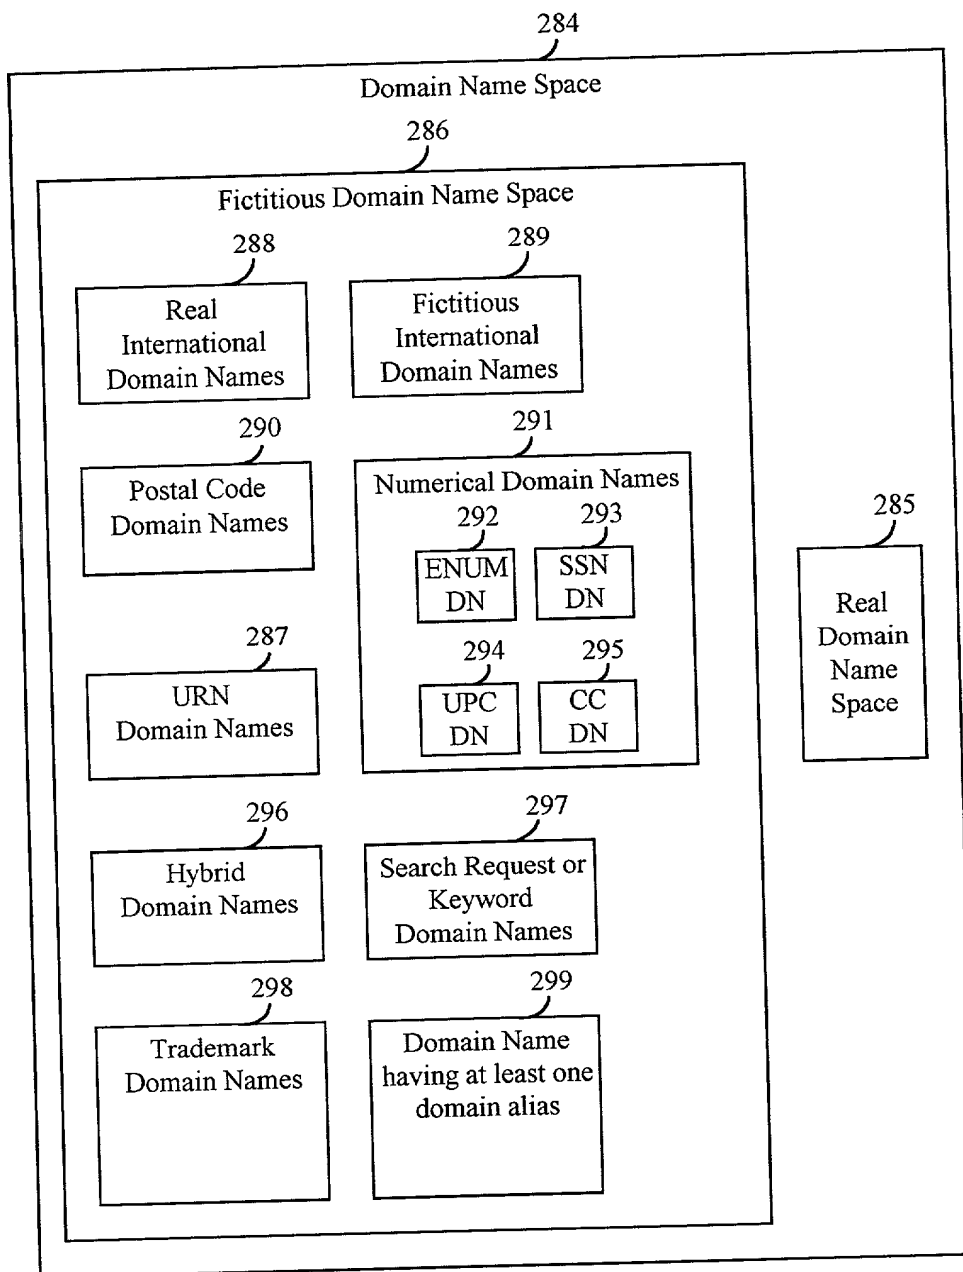 284
Domain Name Space
286
Fictitious Domain Name Space
288
Real
International
Domain Names
289
Fictitious
International
Domain Names
290
Postal Code
Domain Names
291
Numerical Domain Names
292
ENUM
DN
293
SSN
DN
294
UPC
DN
295
CC
DN
287
URN
Domain Names
296
Hybrid
Domain Names
297
Search Request or
Keyword
Domain Names
298
Trademark
Domain Names
299
Domain Name
having at least one
domain alias
285
Real
Domain
Name
Space